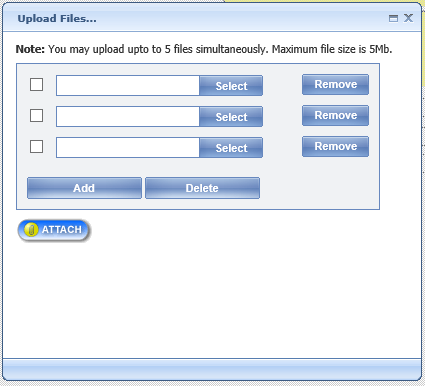 Upload Files...
Note: You may upload upto to 5 files simultaneously. Maximum file size is 5Mb.
Select Remove
Select Remove
Select Remove
Add Delete
ATTACH